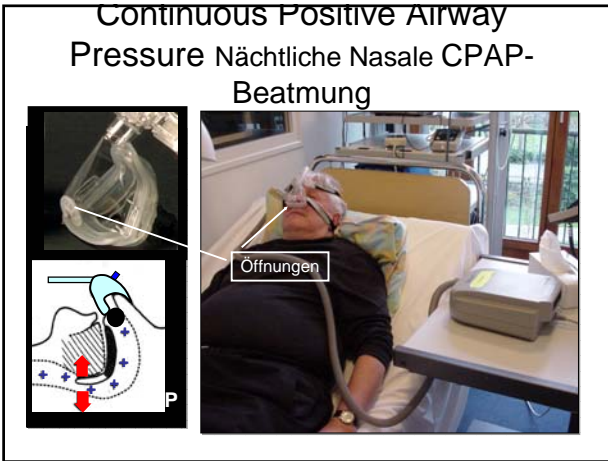 Continuous Positive Airway
Pressure Nächtliche Nasale CPAP-
Beatmung
Öffnungen
P